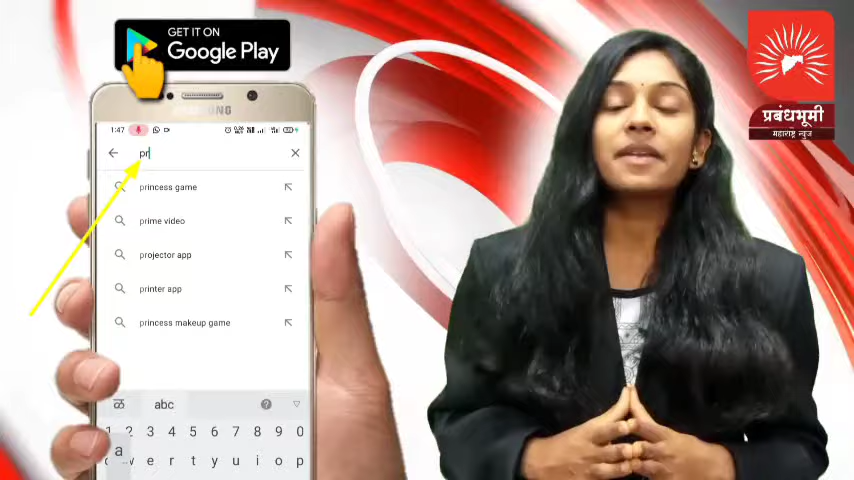 GET IT ON
Google Play
SAMSUNG
1:47
pr
princess game
prime video
projector app
printer app
princess makeup game
ळ abc
1 2 3 4 5 6 7 8 9 0
w e r t y u i o p
a
प्रबंधभूमी
महाराष्ट्र न्यूज